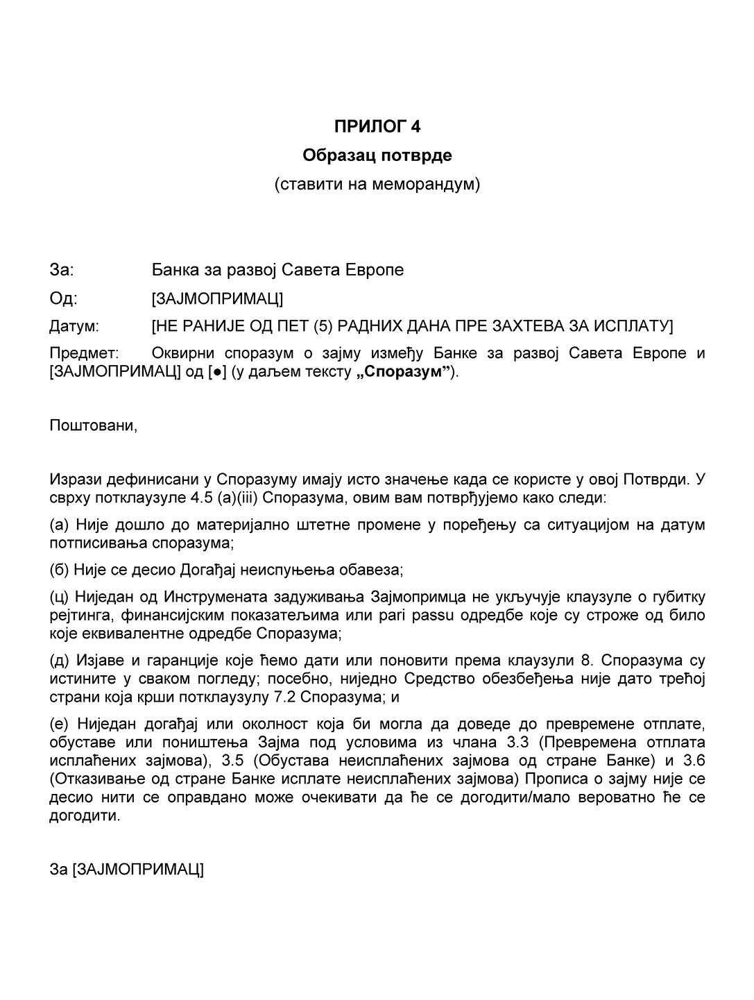 ПРИЛОГ 4
Образац потврде
(ставити на меморандум)
За: Банка за развој Савета Европе
Од: [ЗАЈМОПРИМАЦ]
Датум: [НЕ РАНИЈЕ ОД ПЕТ (5) РАДНИХ ДАНА ПРЕ ЗАХТЕВА ЗА ИСПЛАТУ]
Предмет: Оквирни споразум о зајму између Банке за развој Савета Европе и
[ЗАЈМОПРИМАЦ] од [●] (у даљем тексту „Споразум”).
Поштовани,
Изрази дефинисани у Споразуму имају исто значење када се користе у овој Потврди. У
сврху потклаузуле 4.5 (а)(iii) Споразума, овим вам потврђујемо како следи:
(а) Није дошло до материјално штетне промене у поређењу са ситуацијом на датум
потписивања споразума;
(б) Није се десио Догађај неиспуњења обавеза;
(ц) Ниједан од Инструмената задуживања Зајмопримца не укључује клаузуле о губитку
рејтинга, финансијским показатељима или pari passu одредбе које су строже од било
које еквивалентне одредбе Споразума;
(д) Изјаве и гаранције које ћемо дати или поновити према клаузули 8. Споразума су
истините у сваком погледу; посебно, ниједно Средство обезбеђења није дато трећој
страни која крши потклаузулу 7.2 Споразума; и
(е) Ниједан догађај или околност која би могла да доведе до превремене отплате,
обуставе или поништења Зајма под условима из члана 3.3 (Превремена отплата
исплаћених зајмова), 3.5 (Обустава неисплаћених зајмова од стране Банке) и 3.6
(Отказивање од стране Банке исплате неисплаћених зајмова) Прописа о зајму није се
десио нити се оправдано може очекивати да ће се догодити/мало вероватно ће се
догодити.
За [ЗАЈМОПРИМАЦ]